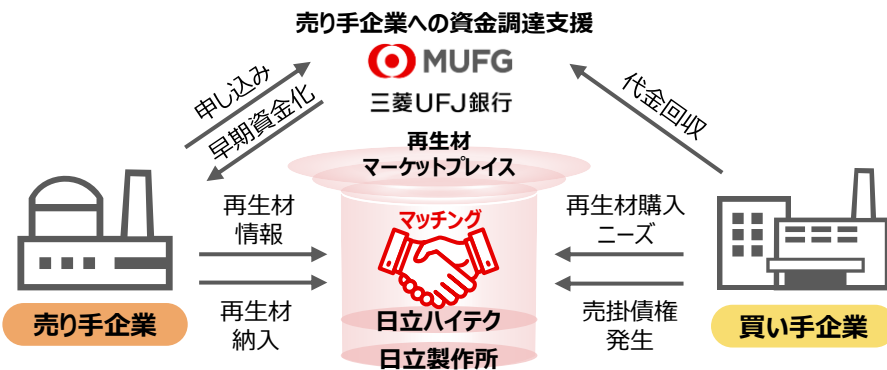 売り手企業への資金調達支援
MUFG
三菱UFJ銀行
申し込み
早期資金化
代金回収
再生材
マーケットプレイス
再生材
情報
マッチング
再生材購入
ニーズ
再生材
納入
売掛債権
発生
日立ハイテク
日立製作所
売り手企業
買い手企業